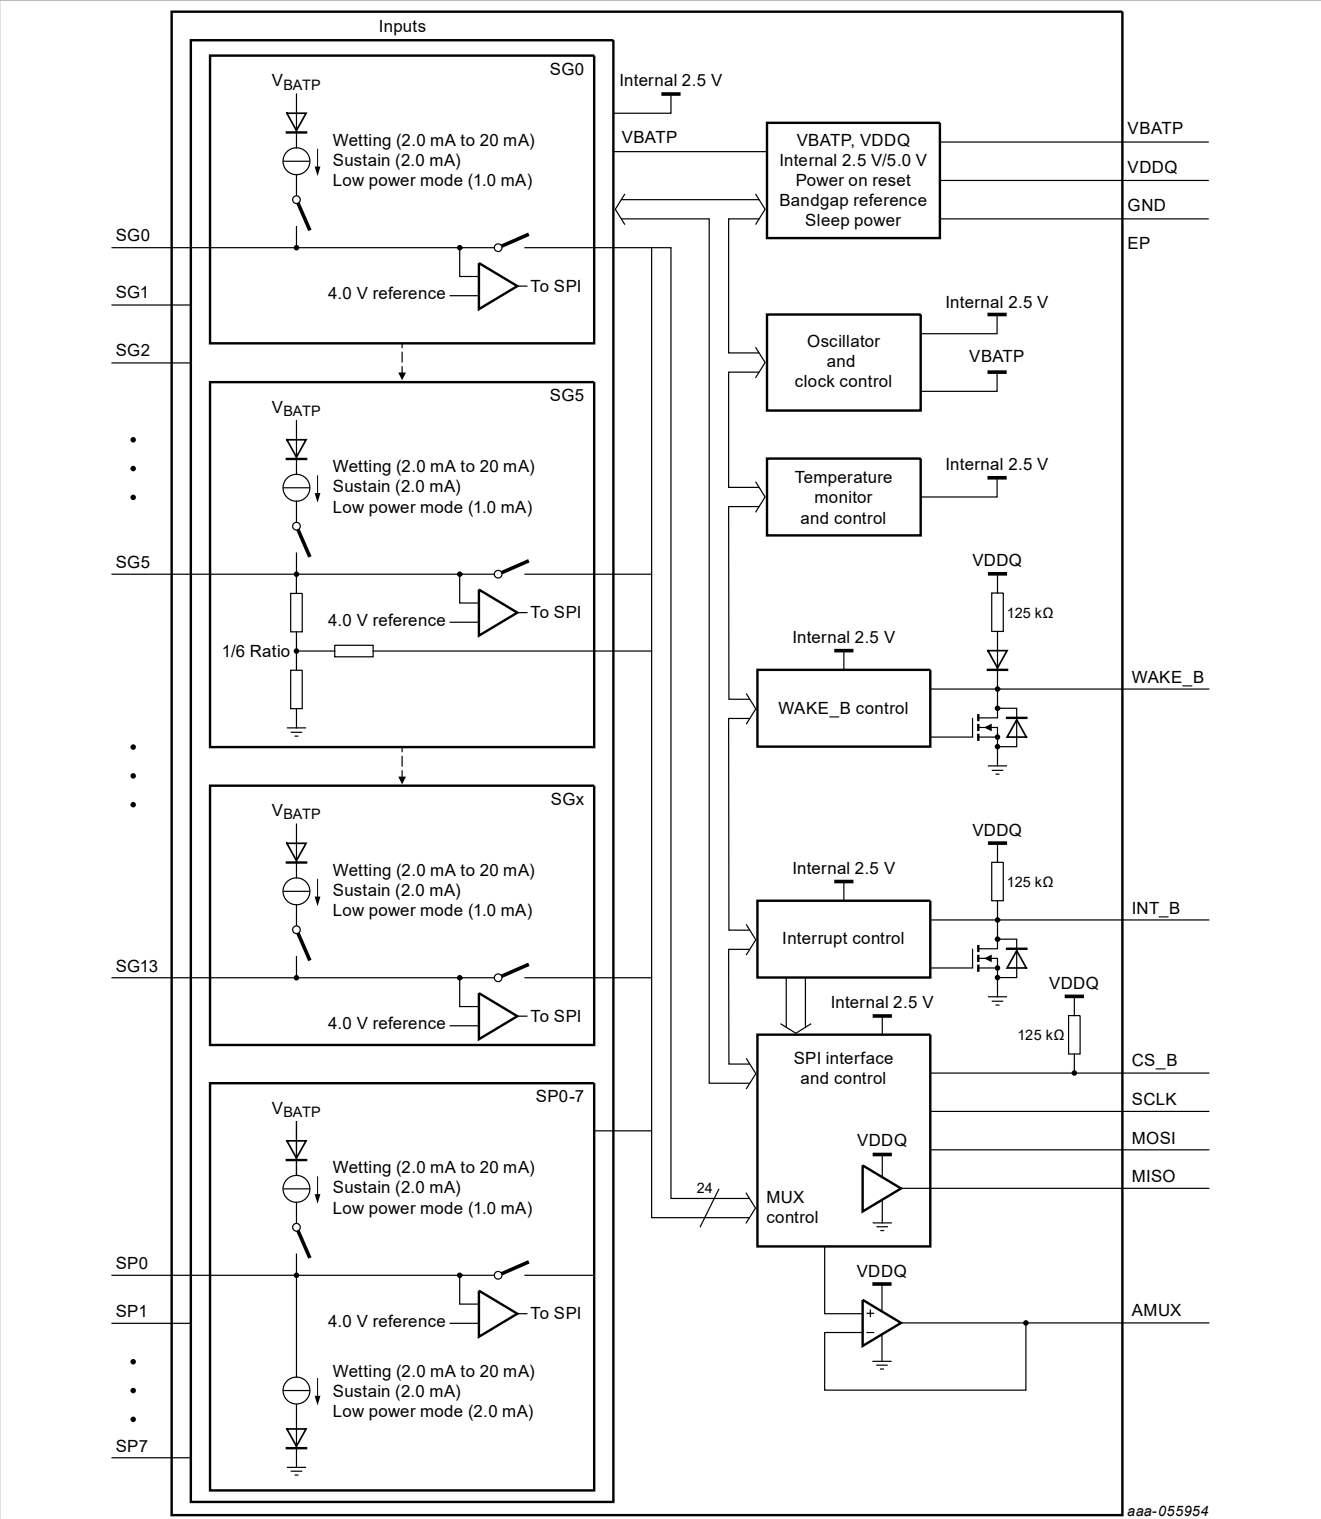 Inputs
SG0
VBATP
Wetting (2.0 mA to 20 mA)
Sustain (2.0 mA)
Low power mode (1.0 mA)
SG0
4.0 V reference
To SPI
SG1
SG2
SG5
VBATP
Wetting (2.0 mA to 20 mA)
Sustain (2.0 mA)
Low power mode (1.0 mA)
SG5
4.0 V reference
To SPI
1/6 Ratio
SGx
VBATP
Wetting (2.0 mA to 20 mA)
Sustain (2.0 mA)
Low power mode (1.0 mA)
SG13
4.0 V reference
To SPI
SP0-7
VBATP
Wetting (2.0 mA to 20 mA)
Sustain (2.0 mA)
Low power mode (1.0 mA)
SP0
4.0 V reference
To SPI
SP1
Wetting (2.0 mA to 20 mA)
Sustain (2.0 mA)
Low power mode (2.0 mA)
SP7
Internal 2.5 V
VBATP
VBATP, VDDQ
Internal 2.5 V/5.0 V
Power on reset
Bandgap reference
Sleep power
VBATP
VDDQ
GND
EP
Oscillator
and
clock control
Internal 2.5 V
VBATP
Temperature
monitor
and control
Internal 2.5 V
VDDQ
125 kΩ
Internal 2.5 V
WAKE_B control
WAKE_B
VDDQ
125 kΩ
Internal 2.5 V
Interrupt control
INT_B
Internal 2.5 V
VDDQ
125 kΩ
SPI interface
and control
CS_B
SCLK
MOSI
VDDQ
MISO
24
MUX
control
VDDQ
+
−
AMUX
aaa-055954